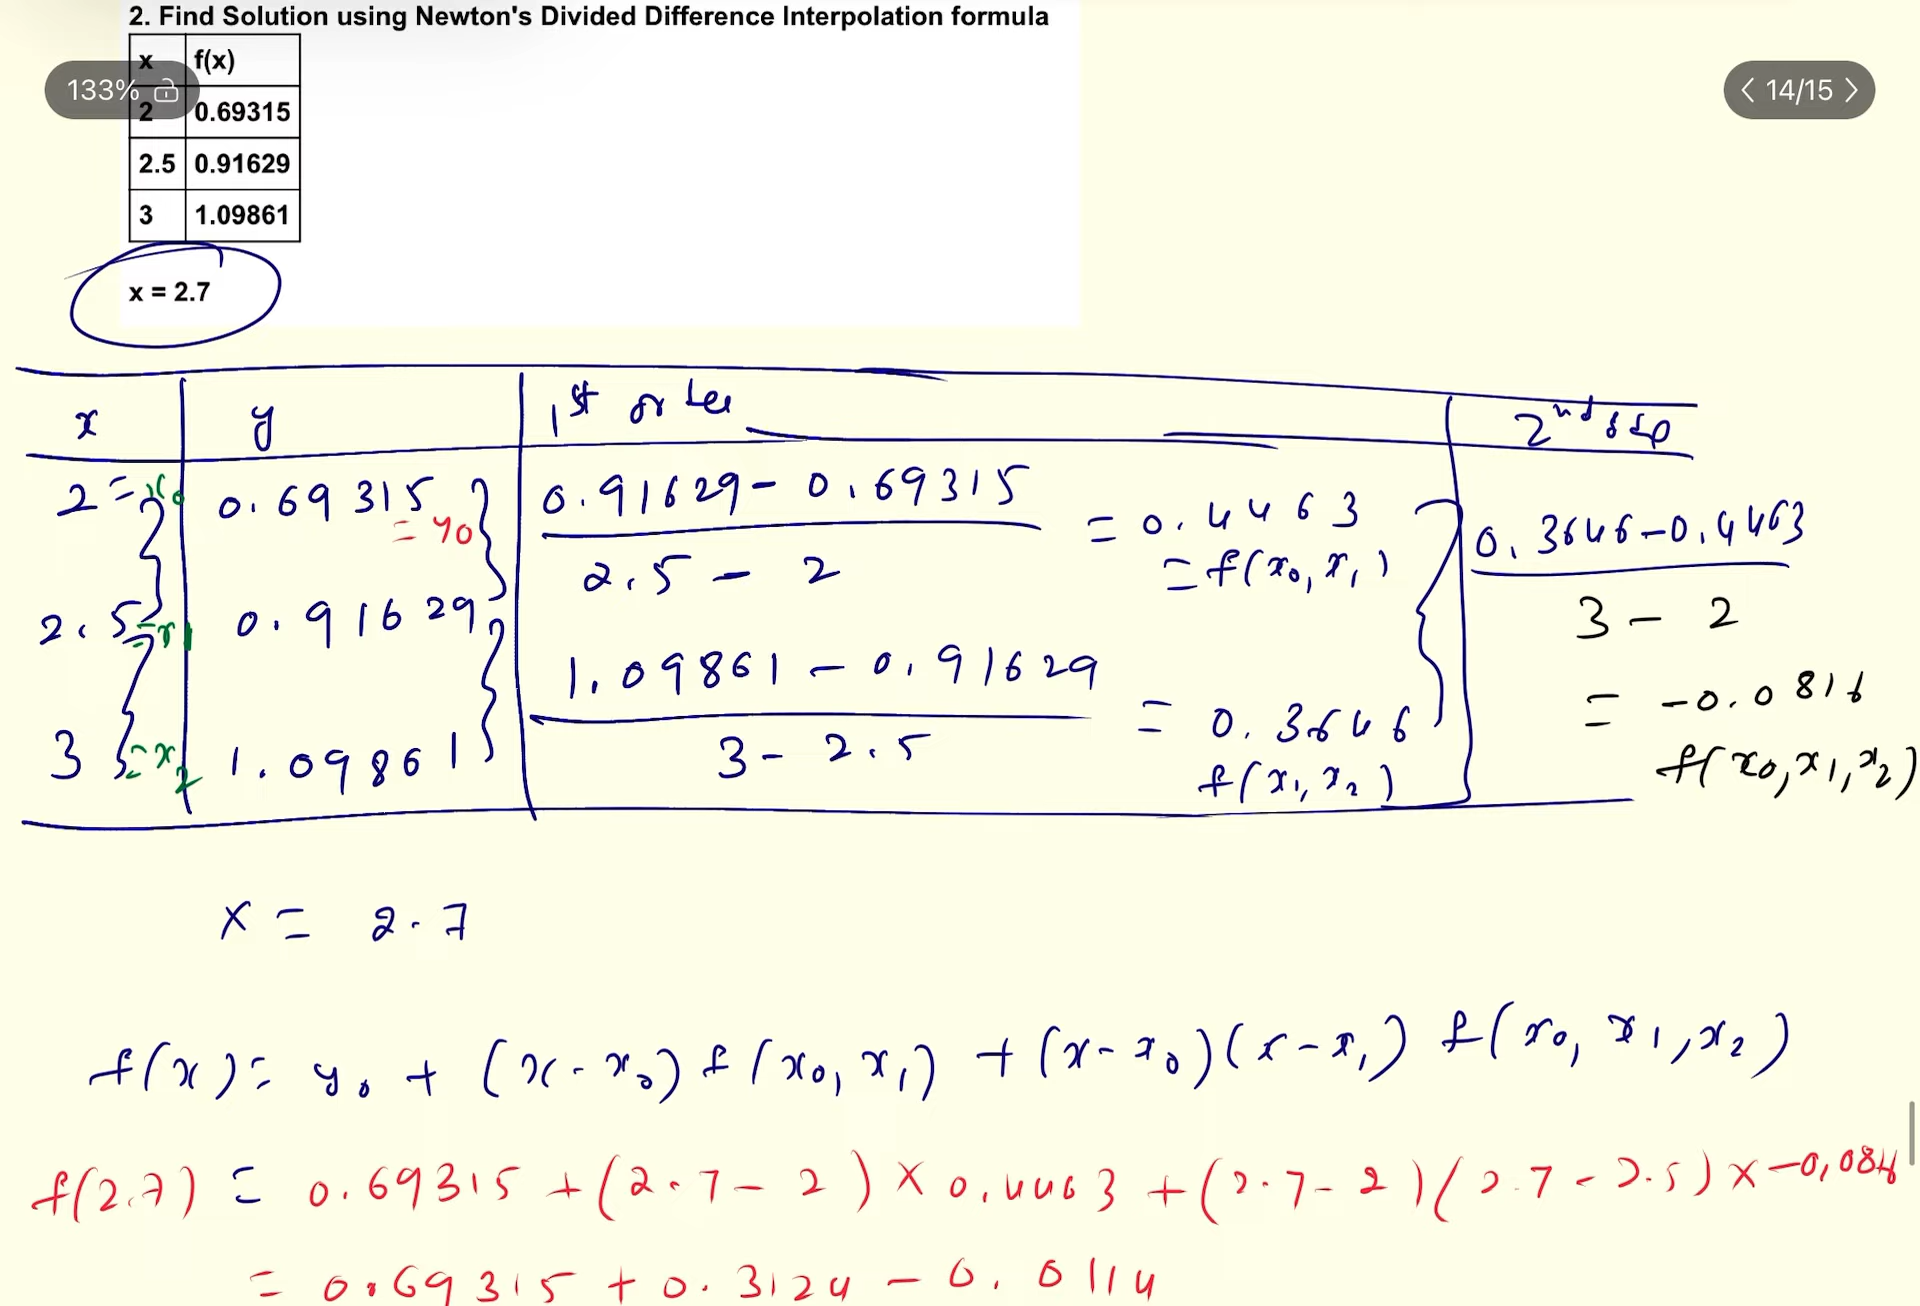 2. Find Solution using Newton's Divided Difference Interpolation formula
x f(x)
133%
14/15
2 0.69315
2.5 0.91629
3 1.09861
x = 2.7
x y 1st order 2nd
2 = x0 0.69315 = y0
0.91629 - 0.69315
2.5 - 2
= 0.4463
= f(x0, x1)
0.3646 - 0.4463
3 - 2
= -0.0816
f(x0, x1, x2)
2.5 = x1 0.91629
1.09861 - 0.91629
3 - 2.5
= 0.3646
f(x1, x2)
3 = x2 1.09861
x = 2.7
f(x) = y0 + (x - x0) f(x0, x1) + (x - x0)(x - x1) f(x0, x1, x2)
f(2.7) = 0.69315 + (2.7 - 2) × 0.4463 + (2.7 - 2)(2.7 - 2.5) ×
= 0.69315 + 0.3124 - 0.0114